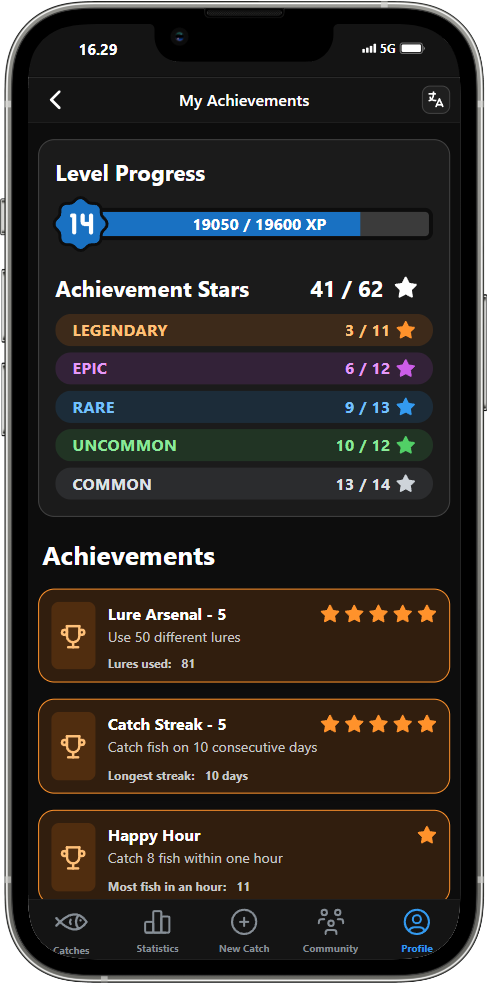 16.29
5G
My Achievements
Level Progress
14
19050 / 19600 XP
Achievement Stars 41 / 62
LEGENDARY 3 / 11
EPIC 6 / 12
RARE 9 / 13
UNCOMMON 10 / 12
COMMON 13 / 14
Achievements
Lure Arsenal - 5
Use 50 different lures
Lures used: 81
Catch Streak - 5
Catch fish on 10 consecutive days
Longest streak: 10 days
Happy Hour
Catch 8 fish within one hour
Most fish in an hour: 11
Catches Statistics New Catch Community Profile